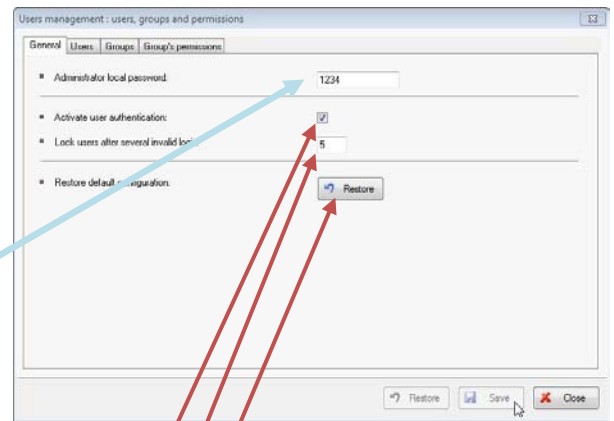 Users management : users, groups and permissions
General Users Groups Group's permissions
Administrator local password: 1234
Activate user authentication:
Lock users after several invalid 5
Restore default Restore
Restore Save Close